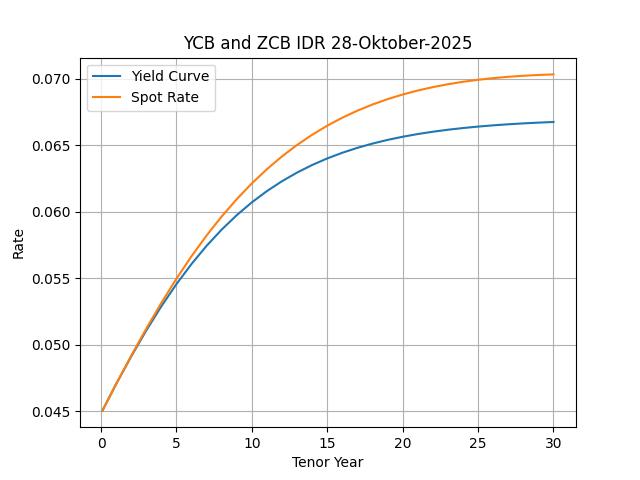 YCB and ZCB IDR 28-Oktober-2025
Yield Curve
Spot Rate
0.070
0.065
0.060
0.055
0.050
0.045
Rate
0 5 10 15 20 25 30
Tenor Year